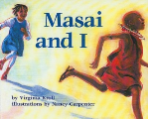 Masai
and I
by Virginia Kroll
illustrations by Nancy Carpenter